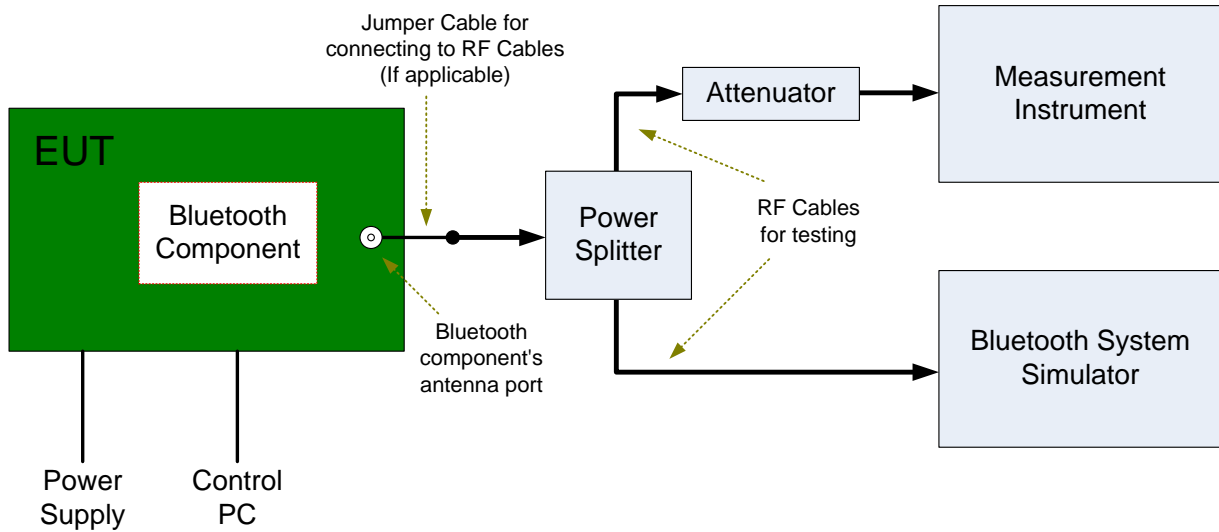 Jumper Cable for
connecting to RF Cables
(If applicable)
EUT
Bluetooth
Component
Attenuator
Measurement
Instrument
Power
Splitter
RF Cables
for testing
Bluetooth
component's
antenna port
Bluetooth System
Simulator
Power
Supply
Control
PC